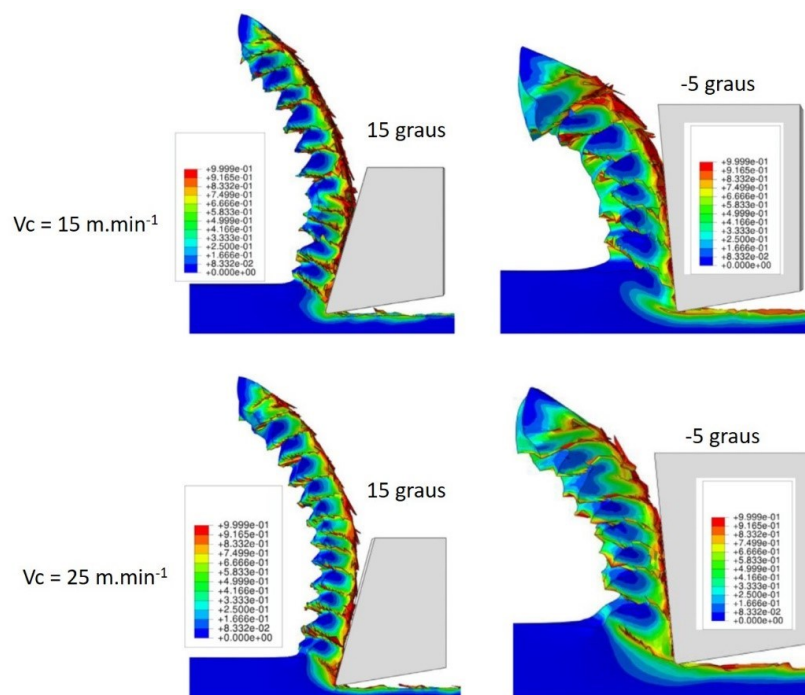 -5 graus
15 graus
Vc = 15 m.min-1
+9.999e-01
+9.165e-01
+8.332e-01
+7.499e-01
+6.666e-01
+5.833e-01
+4.999e-01
+4.166e-01
+3.333e-01
+2.500e-01
+1.666e-01
+8.332e-02
+0.000e+00
+9.999e-01
+9.165e-01
+8.332e-01
+7.499e-01
+6.666e-01
+5.833e-01
+4.999e-01
+4.166e-01
+3.333e-01
+2.500e-01
+1.666e-01
+8.332e-02
+0.000e+00
-5 graus
15 graus
Vc = 25 m.min-1
+9.999e-01
+9.165e-01
+8.332e-01
+7.499e-01
+6.666e-01
+5.833e-01
+4.999e-01
+4.166e-01
+3.333e-01
+2.500e-01
+1.666e-01
+8.332e-02
+0.000e+00
+9.999e-01
+9.165e-01
+8.332e-01
+7.499e-01
+6.666e-01
+5.833e-01
+4.999e-01
+4.166e-01
+3.333e-01
+2.500e-01
+1.666e-01
+8.332e-02
+0.000e+00